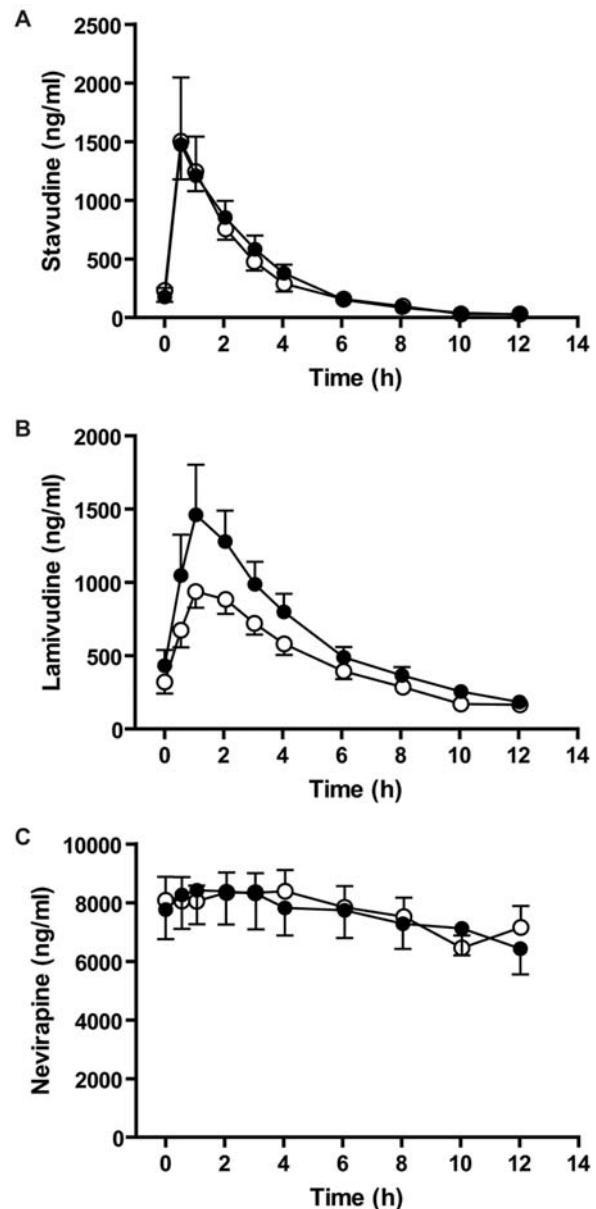 A
Stavudine (ng/ml)
2500
2000
1500
1000
500
0
0 2 4 6 8 10 12 14
Time (h)
B
Lamivudine (ng/ml)
2000
1500
1000
500
0
0 2 4 6 8 10 12 14
Time (h)
C
Nevirapine (ng/ml)
10000
8000
6000
4000
2000
0
0 2 4 6 8 10 12 14
Time (h)